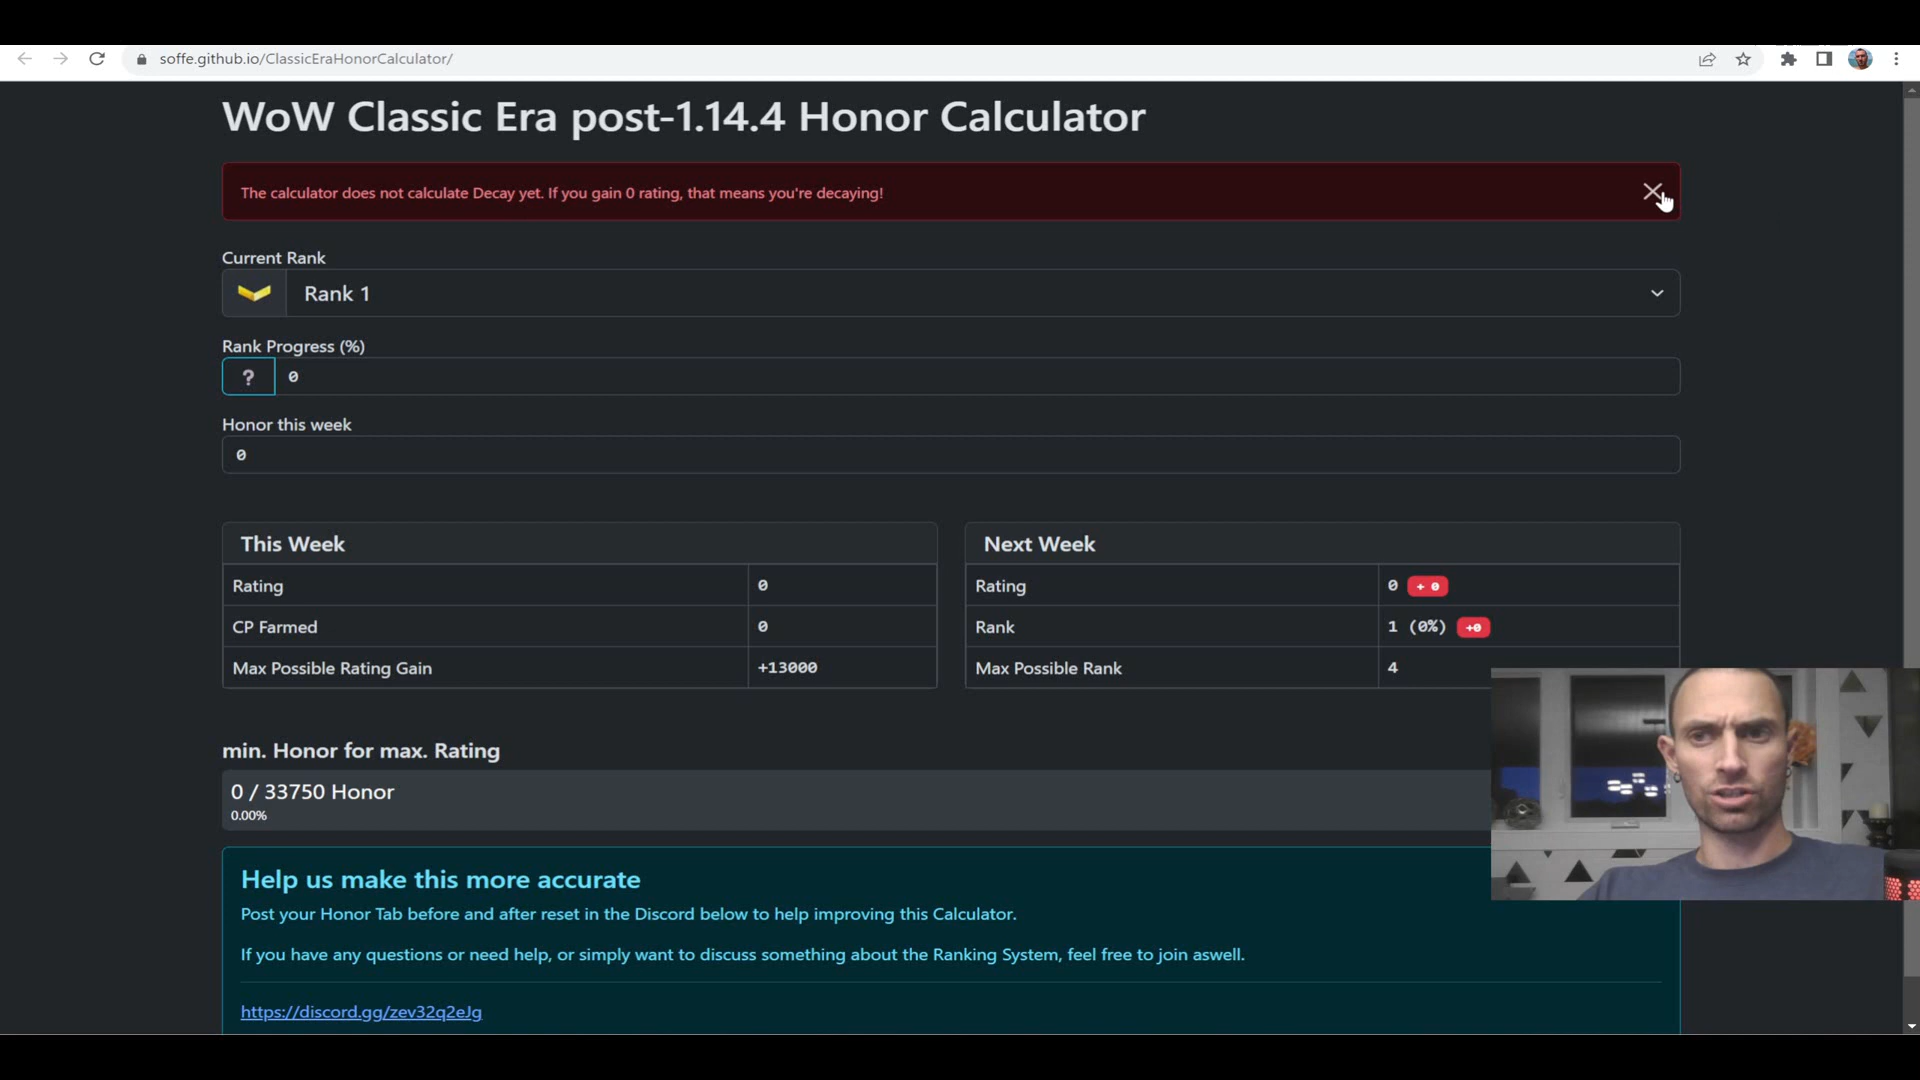 soffe.github.io/ClassicEraHonorCalculator/
WoW Classic Era post-1.14.4 Honor Calculator
The calculator does not calculate Decay yet. If you gain 0 rating, that means you're decaying!
Current Rank
Rank 1
Rank Progress (%)
? 0
Honor this week
0
This Week
Rating 0
CP Farmed 0
Max Possible Rating Gain +13000
Next Week
Rating 0 + 0
Rank 1 (0%) +0
Max Possible Rank 4
min. Honor for max. Rating
0 / 33750 Honor
0.00%
Help us make this more accurate
Post your Honor Tab before and after reset in the Discord below to help improving this Calculator.
If you have any questions or need help, or simply want to discuss something about the Ranking System, feel free to join aswell.
https://discord.gg/zev32q2eJg